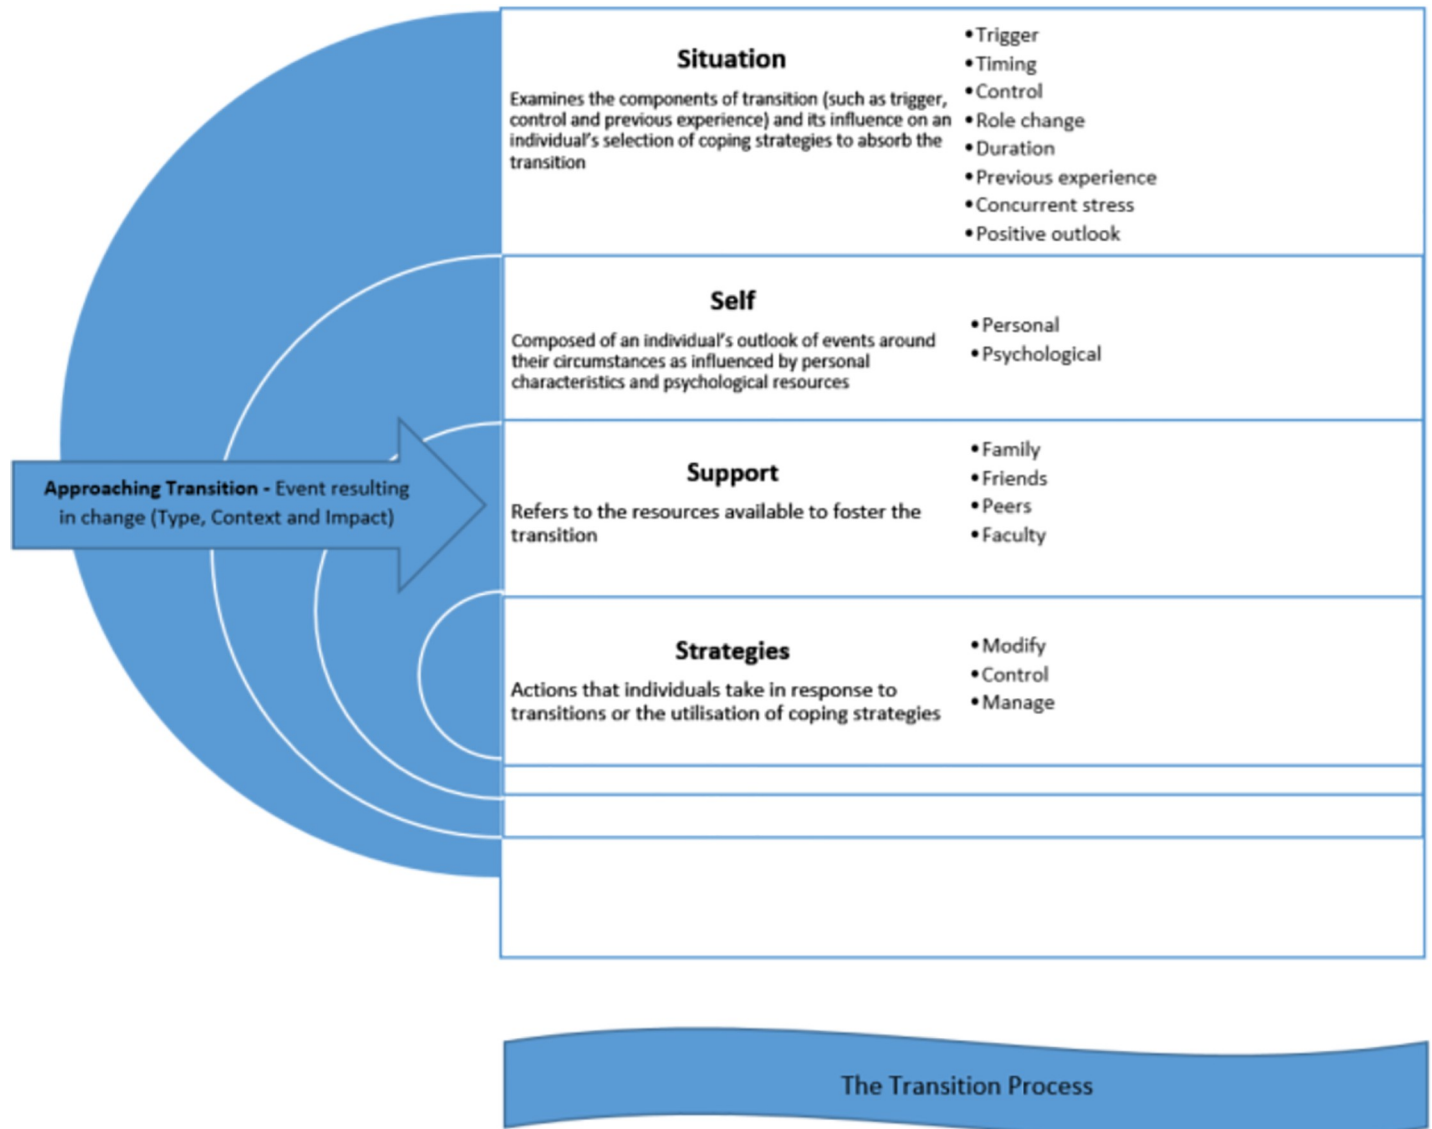 Situation
Examines the components of transition (such as trigger,
control and previous experience) and its influence on an
individual's selection of coping strategies to absorb the
transition
•Trigger
•Timing
•Control
•Role change
•Duration
•Previous experience
•Concurrent stress
•Positive outlook
Self
Composed of an individual's outlook of events around
their circumstances as influenced by personal
characteristics and psychological resources
•Personal
•Psychological
Approaching Transition - Event resulting
in change (Type, Context and Impact)
Support
Refers to the resources available to foster the
transition
•Family
•Friends
•Peers
•Faculty
Strategies
Actions that individuals take in response to
transitions or the utilisation of coping strategies
•Modify
•Control
•Manage
The Transition Process